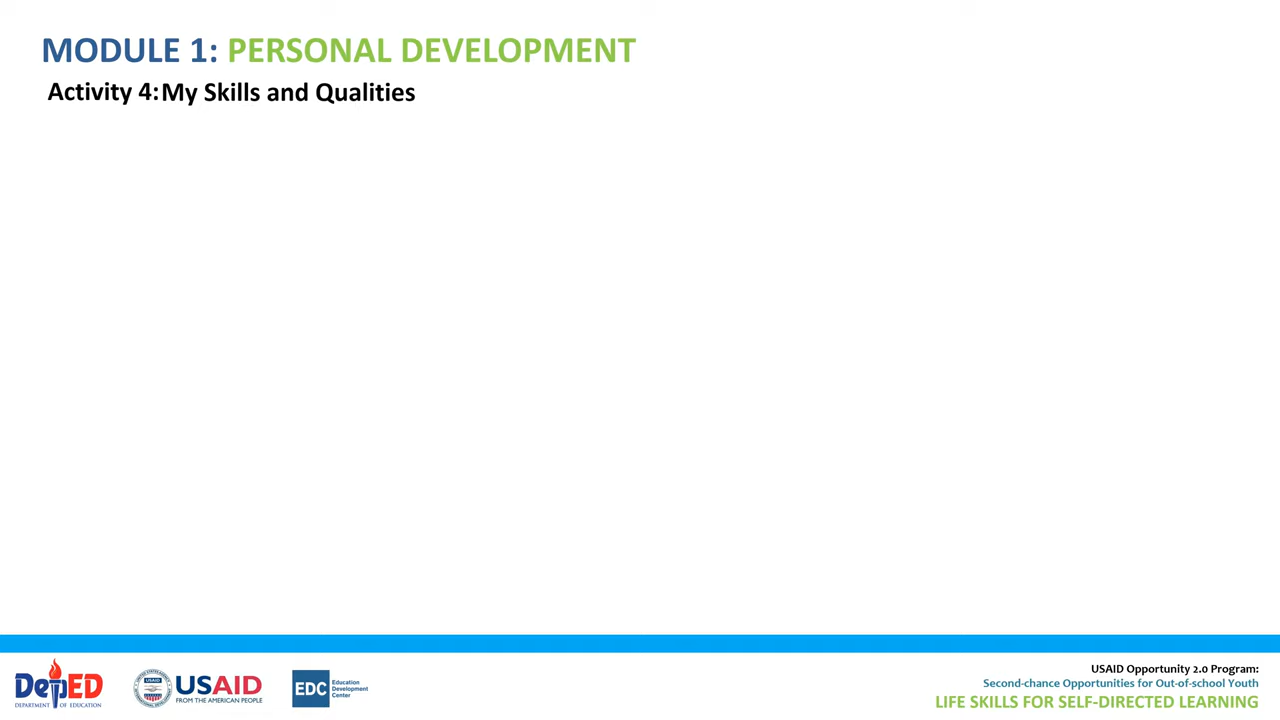 MODULE 1: PERSONAL DEVELOPMENT
Activity 4: My Skills and Qualities
DepED
DEPARTMENT OF EDUCATION
USAID
USAID
FROM THE AMERICAN PEOPLE
EDC
Education
Development
Center
USAID Opportunity 2.0 Program:
Second-chance Opportunities for Out-of-school Youth
LIFE SKILLS FOR SELF-DIRECTED LEARNING